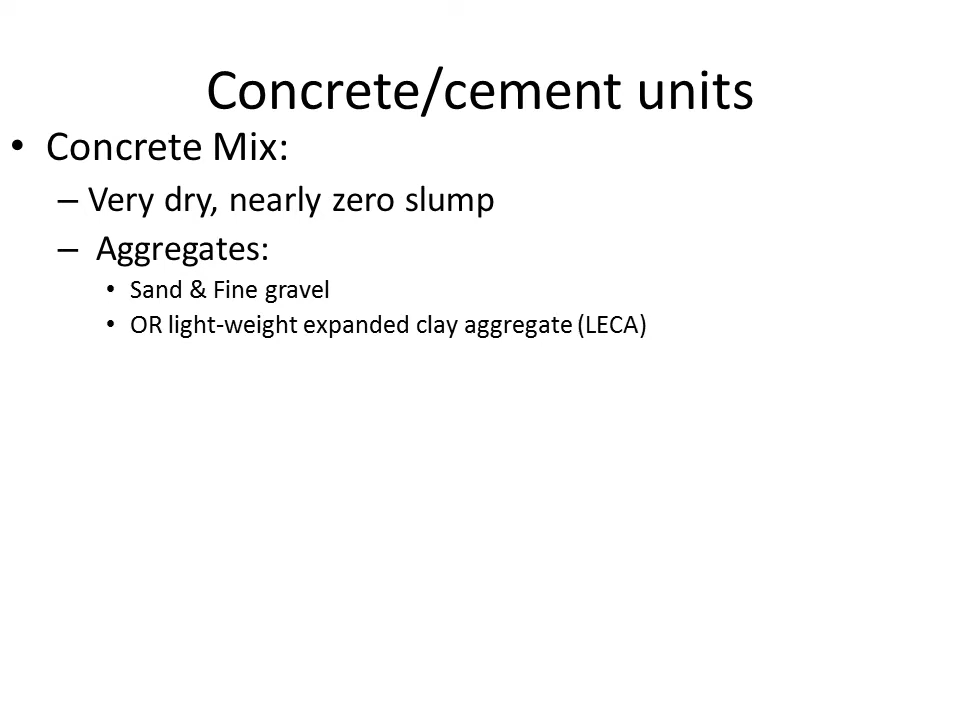 Concrete/cement units
• Concrete Mix:
– Very dry, nearly zero slump
– Aggregates:
• Sand & Fine gravel
• OR light-weight expanded clay aggregate (LECA)